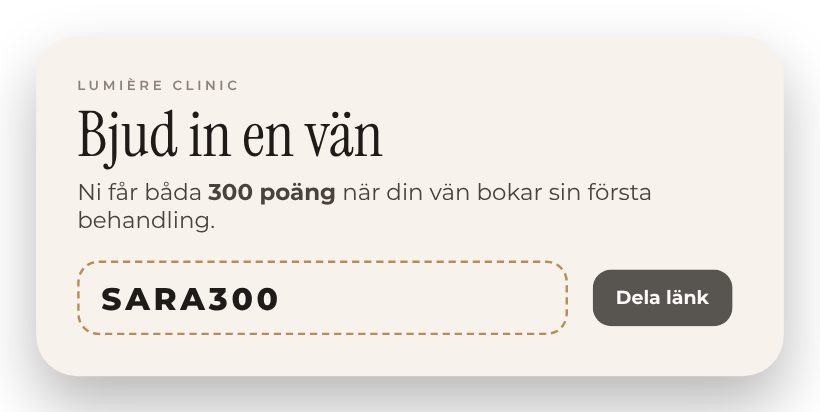 LUMIÈRE CLINIC
Bjud in en vän
Ni får båda 300 poäng när din vän bokar sin första
behandling.
SARA300
Dela länk